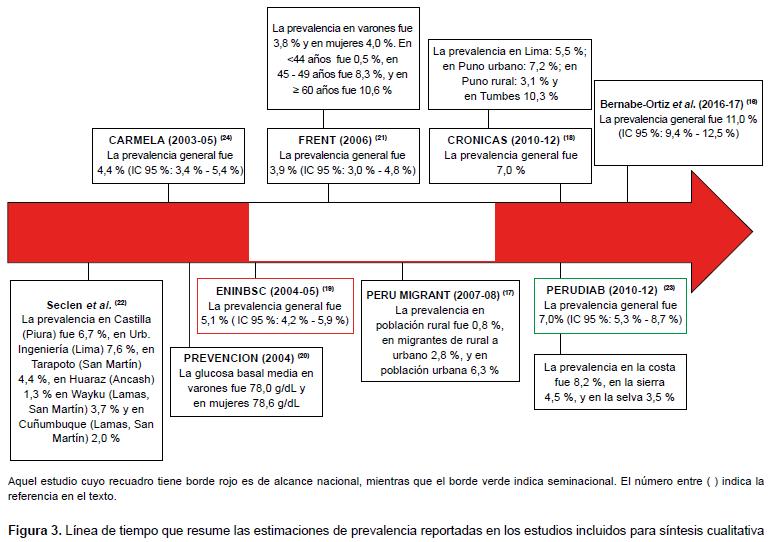 La prevalencia en varones fue
3,8 % y en mujeres 4,0 %. En
<44 años fue 0,5 %, en
45 - 49 años fue 8,3 %, y en
≥ 60 años fue 10,6 %
La prevalencia en Lima: 5,5 %;
en Puno urbano: 7,2 %; en
Puno rural: 3,1 % y
en Tumbes 10,3 %
Bernabe-Ortiz et al. (2016-17) (16)
La prevalencia general fue 11,0 %
(IC 95 %: 9,4 % - 12,5 %)
CARMELA (2003-05) (24)
La prevalencia general fue
4,4 % (IC 95 %: 3,4 % - 5,4 %)
FRENT (2006) (21)
La prevalencia general fue
3,9 % (IC 95 %: 3,0 % - 4,8 %)
CRONICAS (2010-12) (18)
La prevalencia general fue
7,0 %
Seclen et al. (22)
La prevalencia en Castilla
(Piura) fue 6,7 %, en Urb.
Ingeniería (Lima) 7,6 %, en
Tarapoto (San Martín)
4,4 %, en Huaraz (Ancash)
1,3 % en Wayku (Lamas,
San Martín) 3,7 % y en
Cuñumbuque (Lamas, San
Martín) 2,0 %
ENINBSC (2004-05) (19)
La prevalencia general fue
5,1 % ( IC 95 %: 4,2 % - 5,9 %)
PREVENCION (2004) (20)
La glucosa basal media en
varones fue 78,0 g/dL y
en mujeres 78,6 g/dL
PERU MIGRANT (2007-08) (17)
La prevalencia en
población rural fue 0,8 %,
en migrantes de rural a
urbano 2,8 %, y en
población urbana 6,3 %
PERUDIAB (2010-12) (23)
La prevalencia general fue
7,0% (IC 95 %: 5,3 % - 8,7 %)
La prevalencia en la costa
fue 8,2 %, en la sierra
4,5 %, y en la selva 3,5 %
Aquel estudio cuyo recuadro tiene borde rojo es de alcance nacional, mientras que el borde verde indica seminacional. El número entre ( ) indica la
referencia en el texto.
Figura 3. Línea de tiempo que resume las estimaciones de prevalencia reportadas en los estudios incluidos para síntesis cualitativa